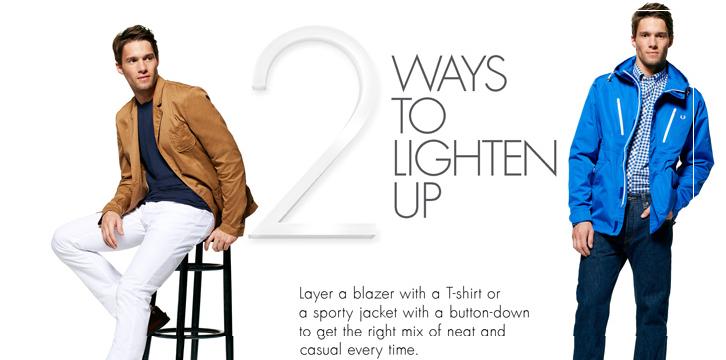 2 WAYS
TO
LIGHTEN
UP
Layer a blazer with a T-shirt or
a sporty jacket with a button-down
to get the right mix of neat and
casual every time.